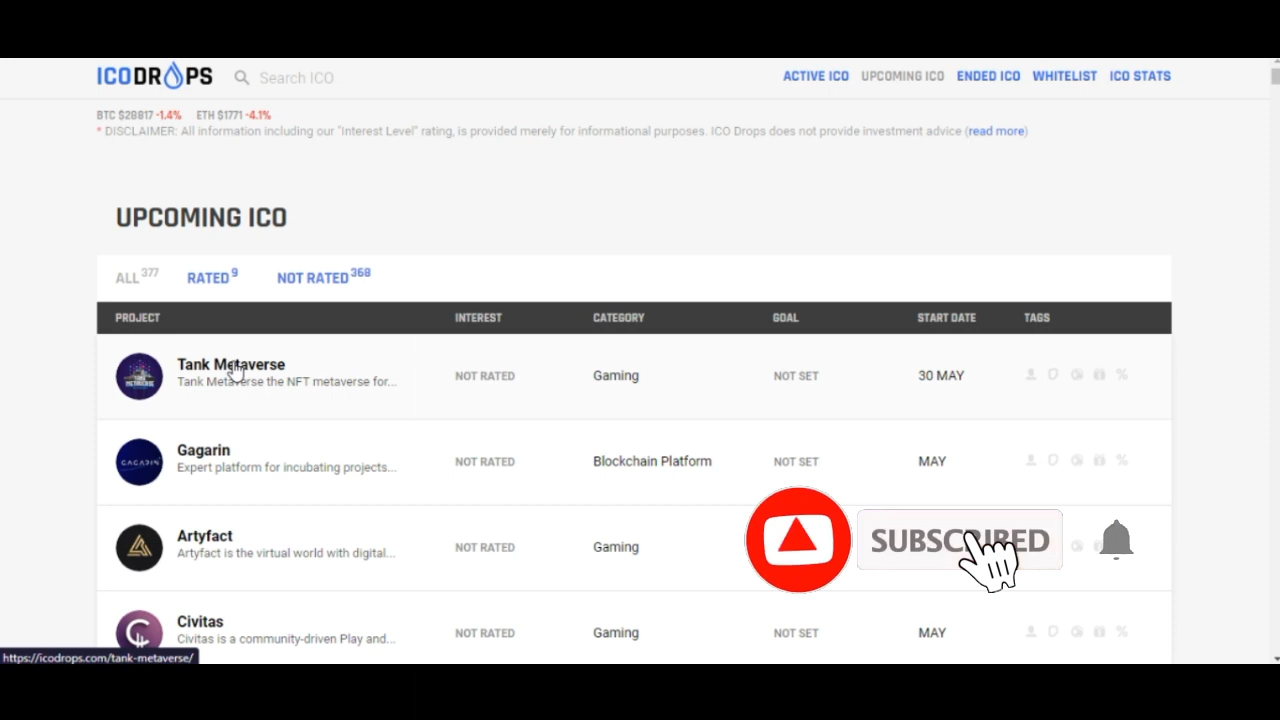 ICODROPS Search ICO ACTIVE ICO UPCOMING ICO ENDED ICO WHITELIST ICO STATS
BTC $28817 -1.4% ETH $1771 -4.1%
* DISCLAIMER: All information including our "Interest Level" rating, is provided merely for informational purposes. ICO Drops does not provide investment advice (read more)
UPCOMING ICO
ALL 377 RATED 9 NOT RATED 368
PROJECT INTEREST CATEGORY GOAL START DATE TAGS
Tank Metaverse
Tank Metaverse the NFT metaverse for...
NOT RATED Gaming NOT SET 30 MAY
Gagarin
Expert platform for incubating projects...
GAGARIN NOT RATED Blockchain Platform NOT SET MAY
Artyfact
Artyfact is the virtual world with digital...
NOT RATED Gaming
SUBSCRIBED
Civitas
Civitas is a community-driven Play and...
NOT RATED Gaming NOT SET MAY
https://icodrops.com/tank-metaverse/